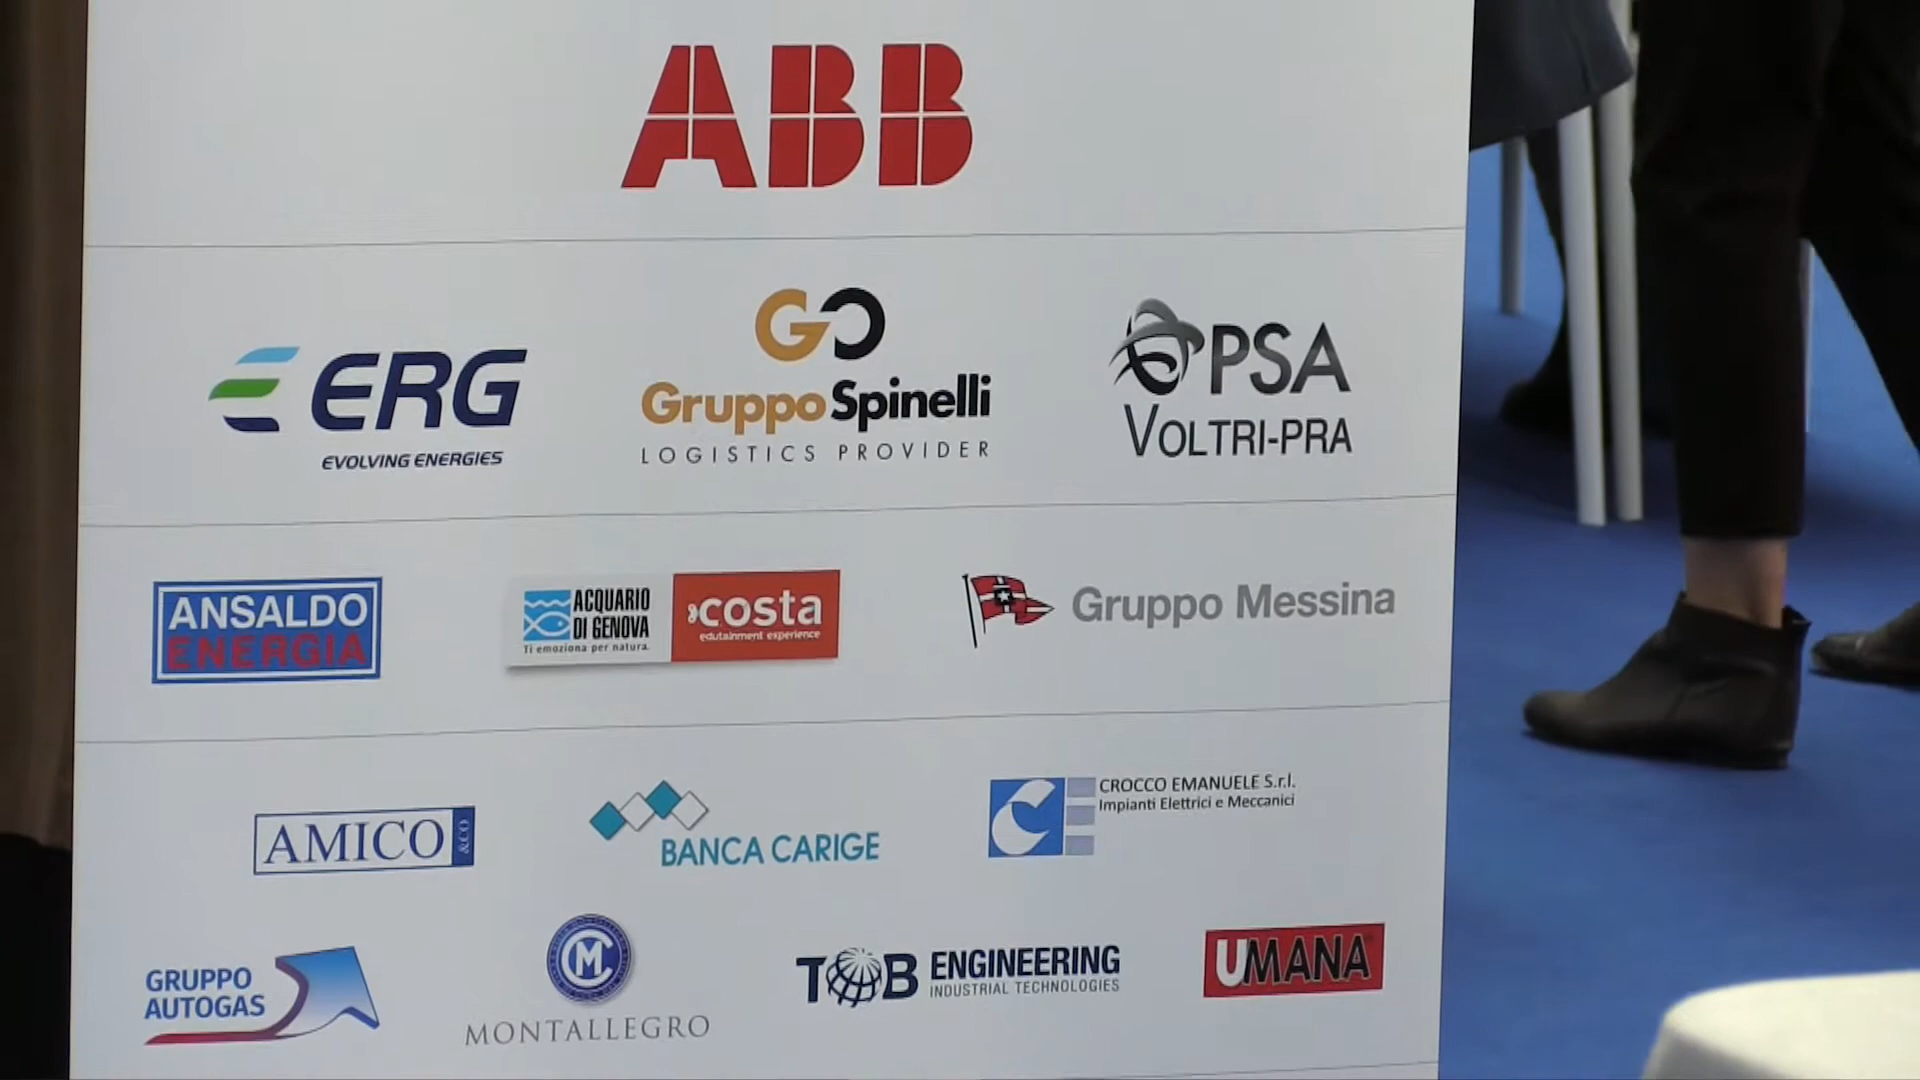 ABB
ERG
EVOLVING ENERGIES
GO
Gruppo Spinelli
LOGISTICS PROVIDER
PSA
VOLTRI-PRA
ANSALDO
ENERGIA
ACQUARIO
DI GENOVA
Ti emoziona per natura.
costa
edutainment experience
Gruppo Messina
AMICO
&CO
BANCA CARIGE
CROCCO EMANUELE S.r.l.
Impianti Elettrici e Meccanici
GRUPPO
AUTOGAS
MONTALLEGRO
TOB
ENGINEERING
INDUSTRIAL TECHNOLOGIES
UMANA